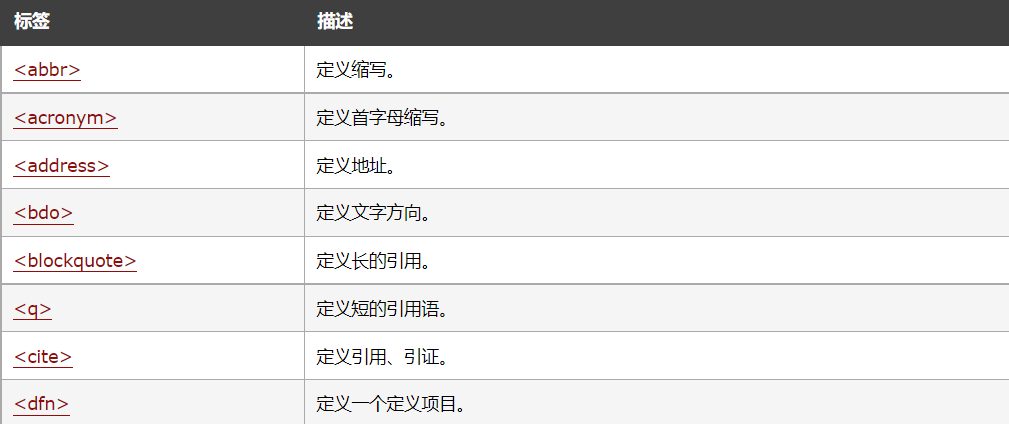 标签 描述
<abbr> 定义缩写。
<acronym> 定义首字母缩写。
<address> 定义地址。
<bdo> 定义文字方向。
<blockquote> 定义长的引用。
<q> 定义短的引用语。
<cite> 定义引用、引证。
<dfn> 定义一个定义项目。